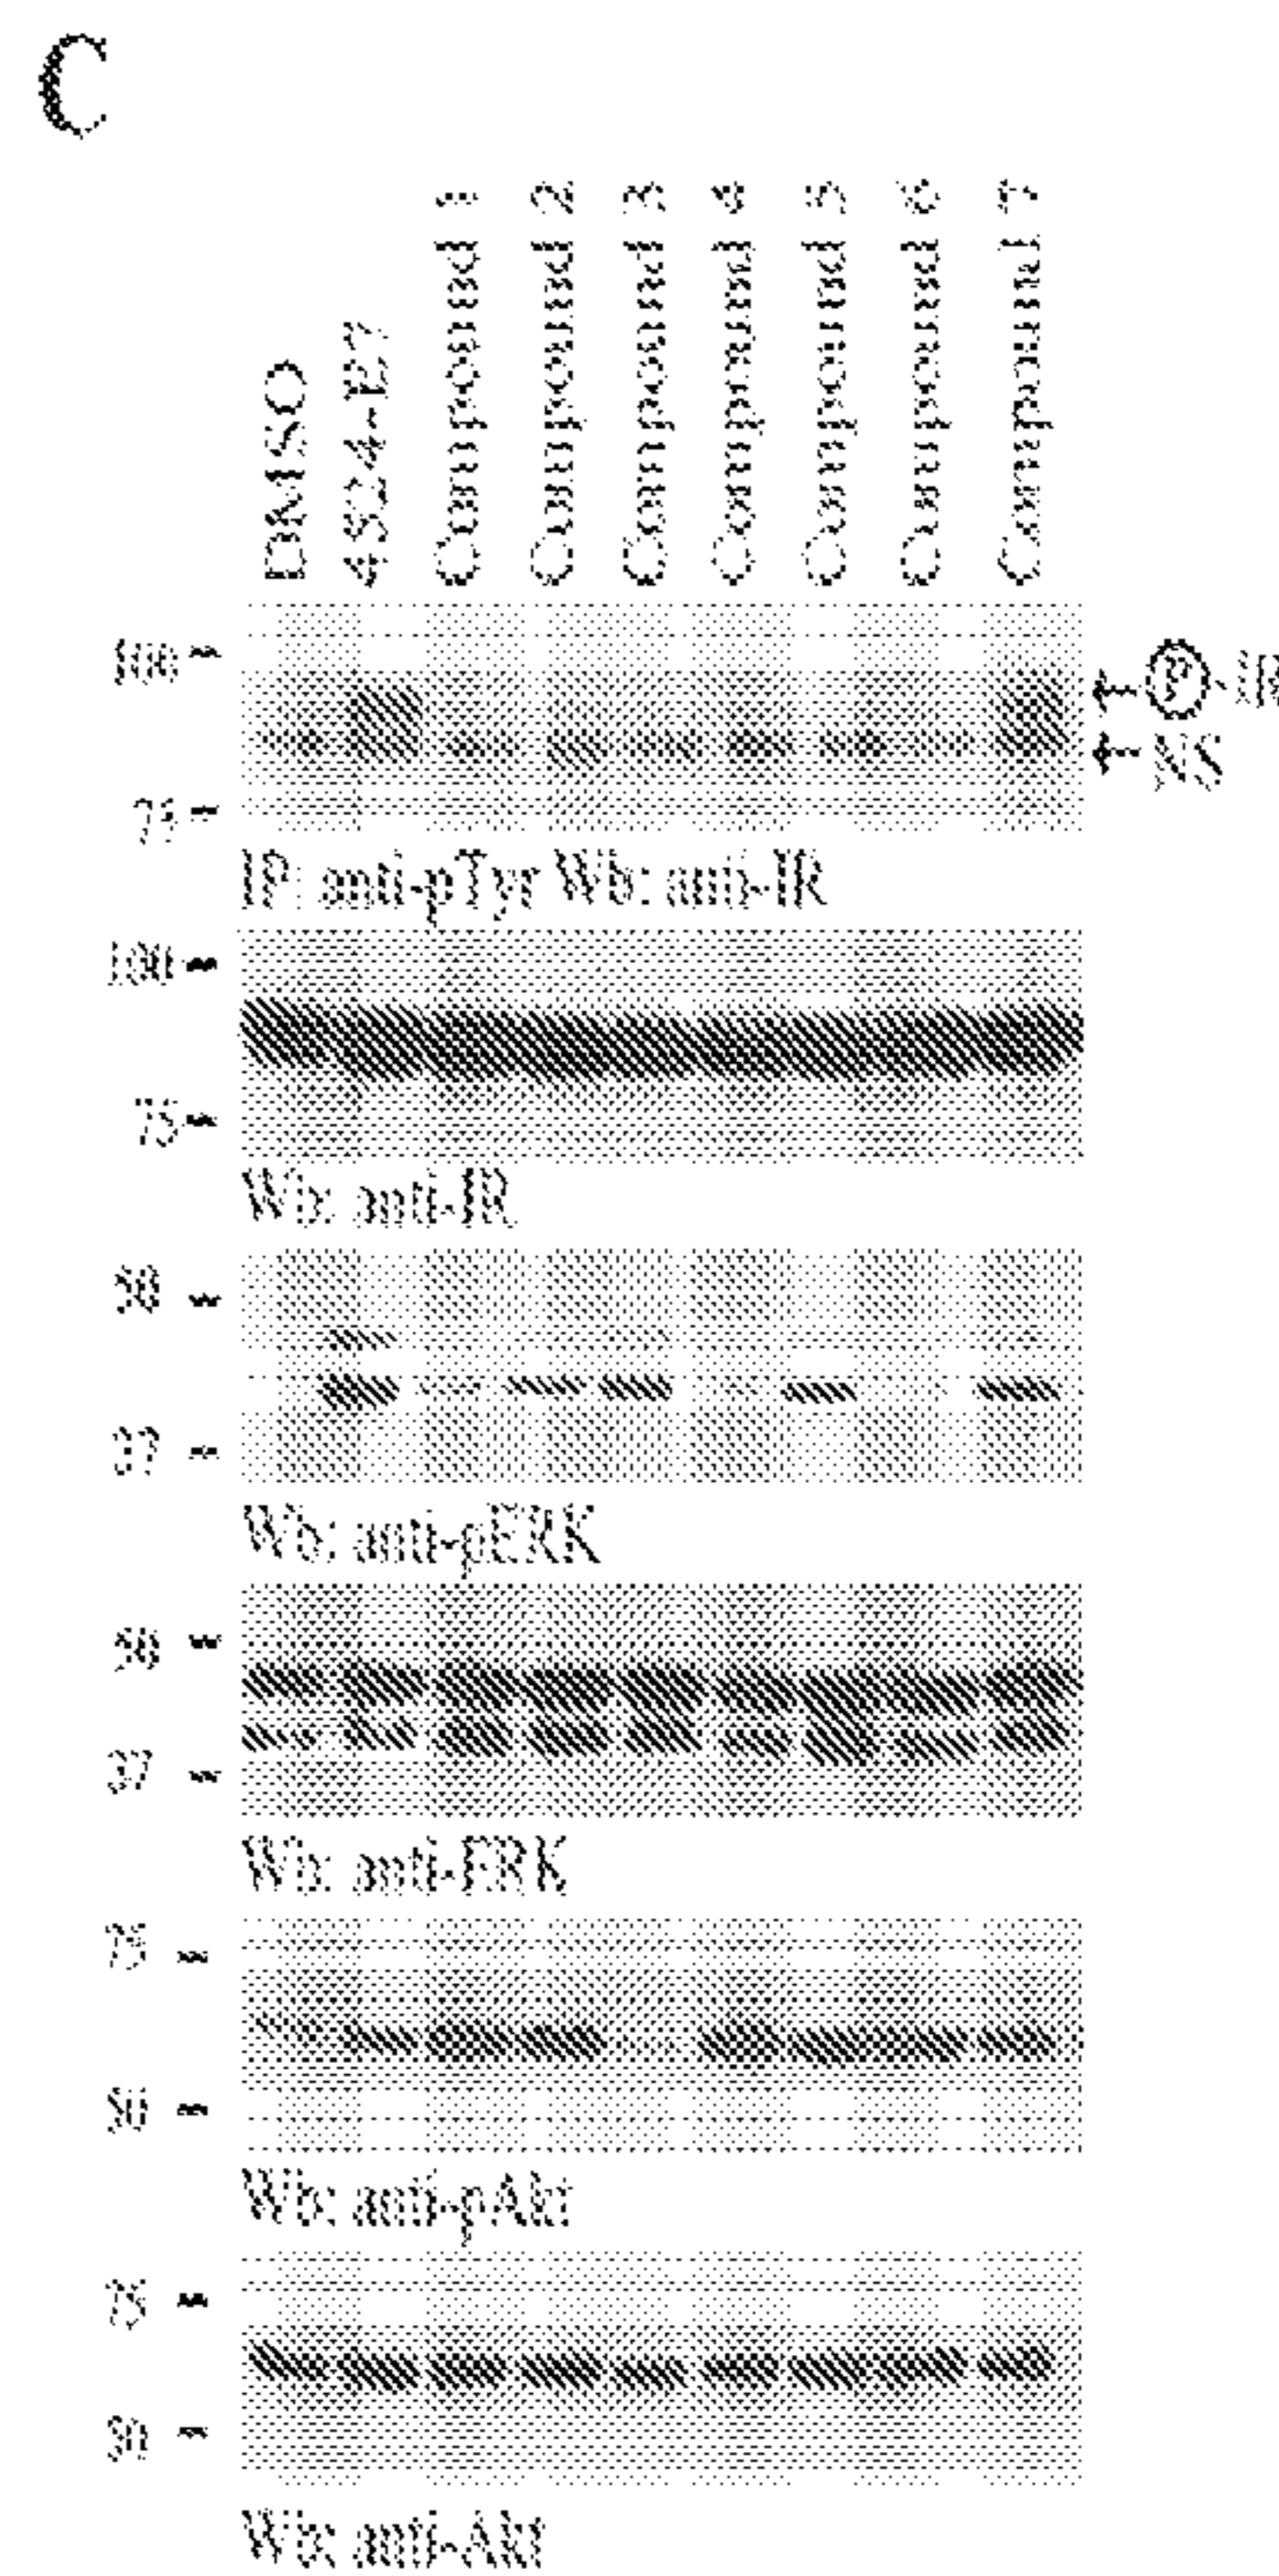 C
DMSO
4S24-E7
Compound 1
Compound 2
Compound 3
Compound 4
Compound 5
Compound 6
Compound 7
100
75
P-IR
NS
IP: anti-pTyr Wb: anti-IR
100
75
Wb: anti-IR
50
37
Wb: anti-pERK
50
37
Wb: anti-ERK
75
50
Wb: anti-pAkt
75
50
Wb: anti-Akt